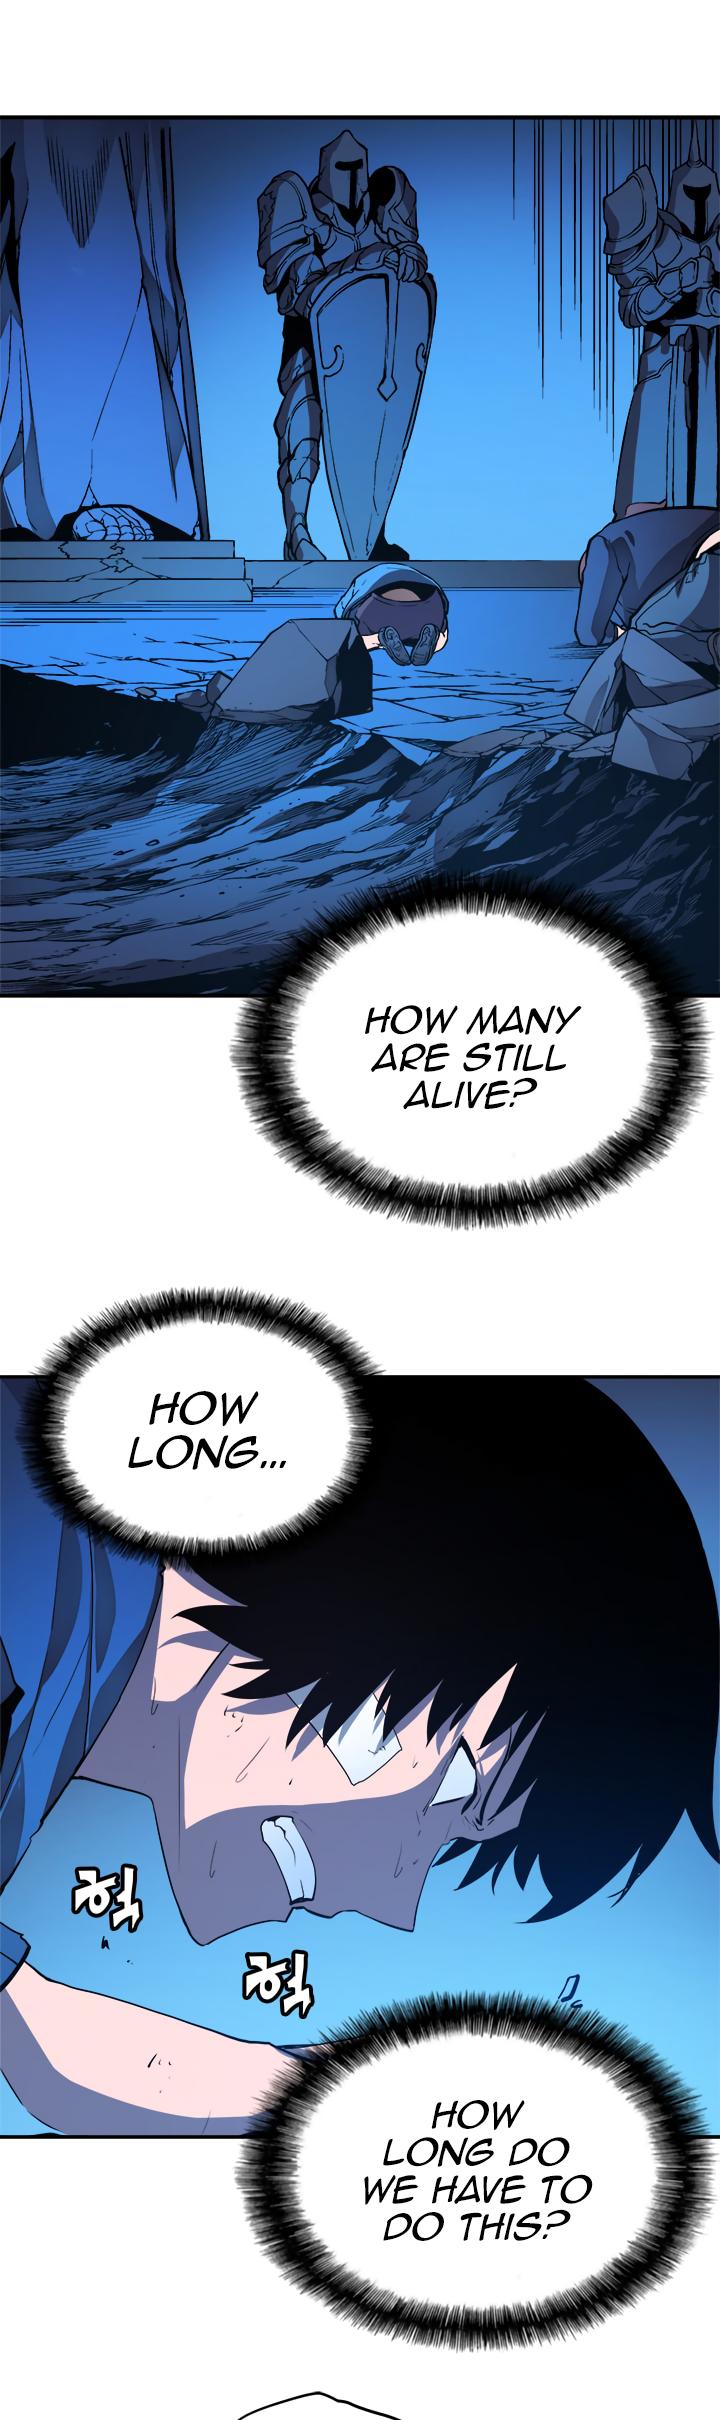 HOW MANY
ARE STILL
ALIVE?
HOW
LONG...
헉
헉
HOW
LONG DO
WE HAVE TO
DO THIS?